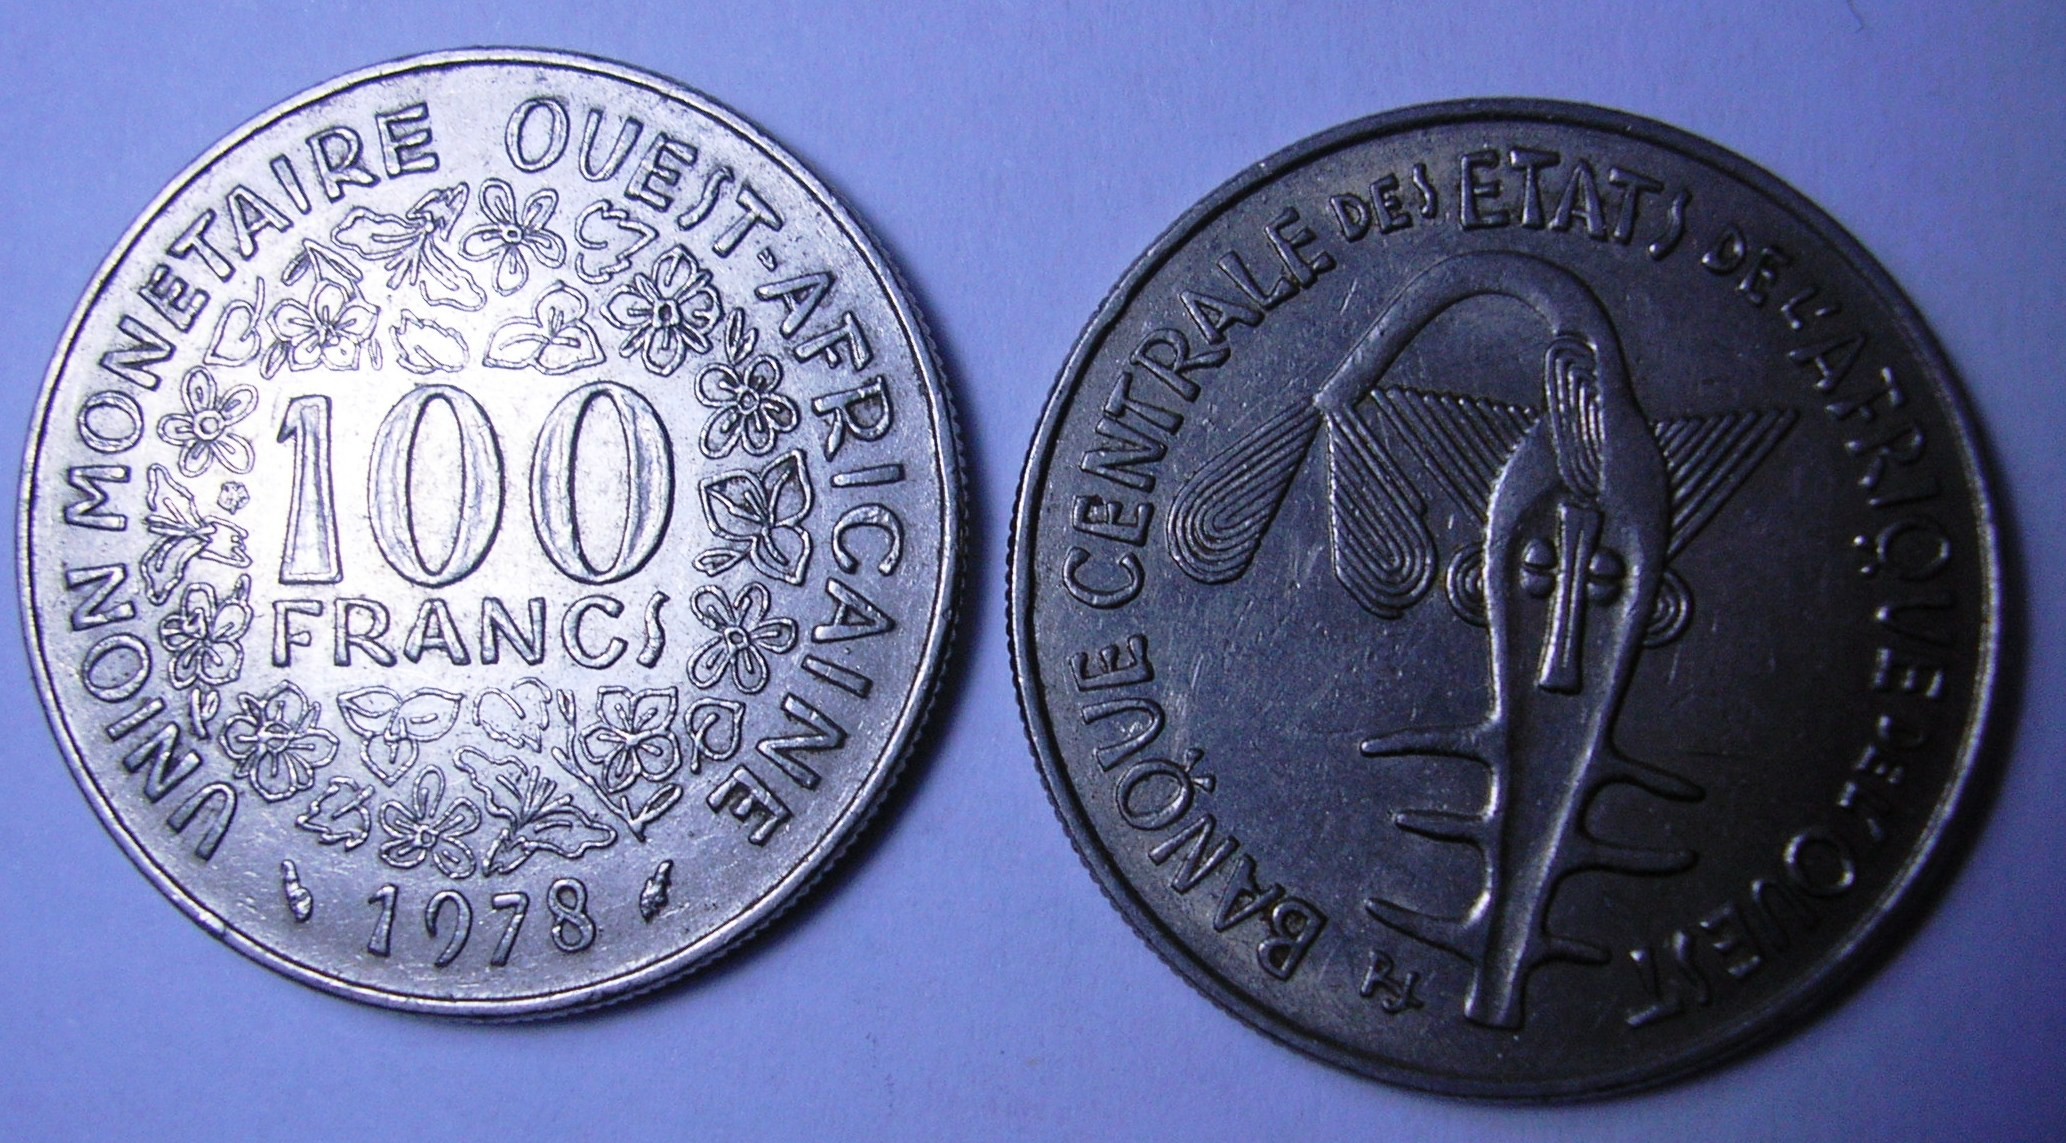 UNION MONETAIRE OUEST-AFRICAINE
100
FRANCS
1978
BANQUE CENTRALE DES ETATS DE L'AFRIQUE DE L'OUEST